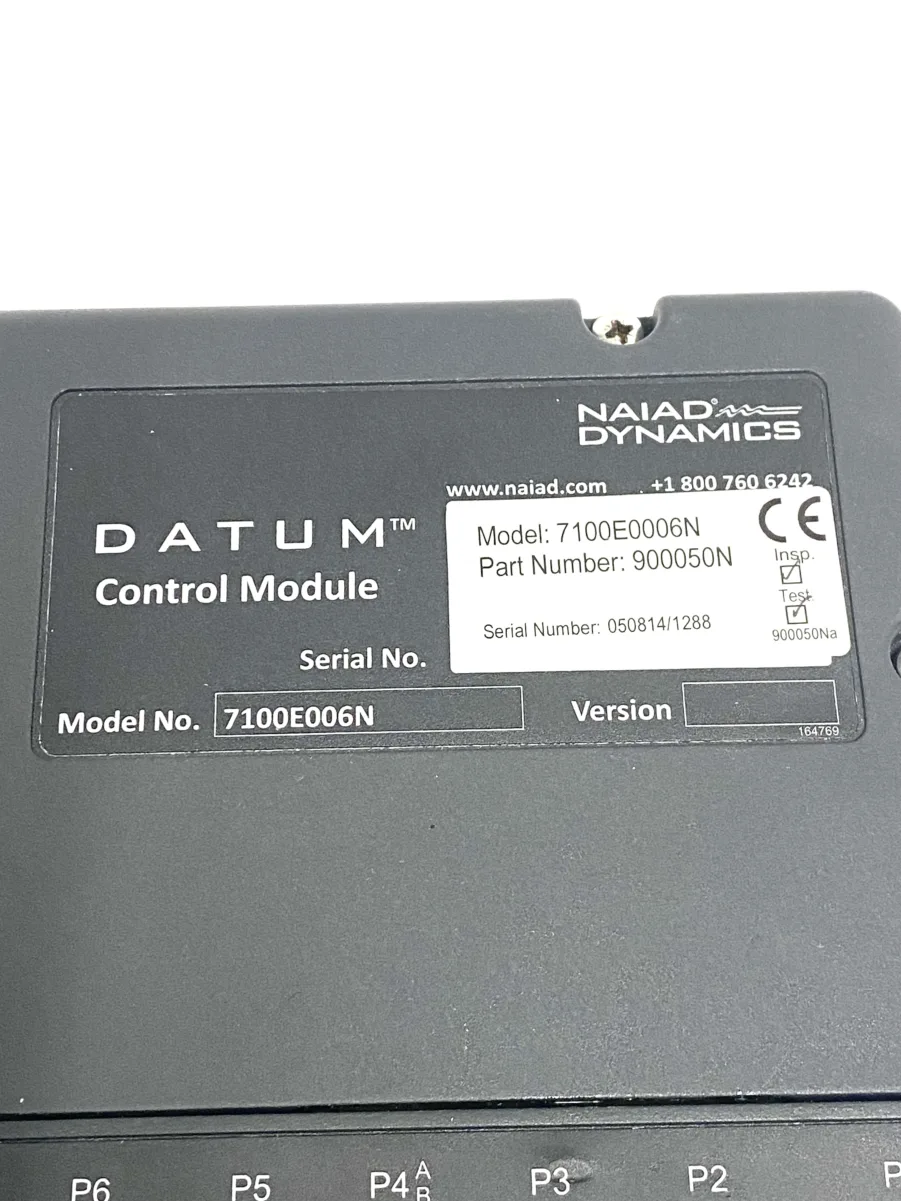 NAIAD®
DYNAMICS
www.naiad.com +1 800 760 6242
DATUM™
Control Module
Model: 7100E0006N
Part Number: 900050N
CE
Insp.
Test
Serial Number: 050814/1288
900050Na
Serial No.
Model No. 7100E006N
Version
164769
P6 P5 P4 A B P3 P2